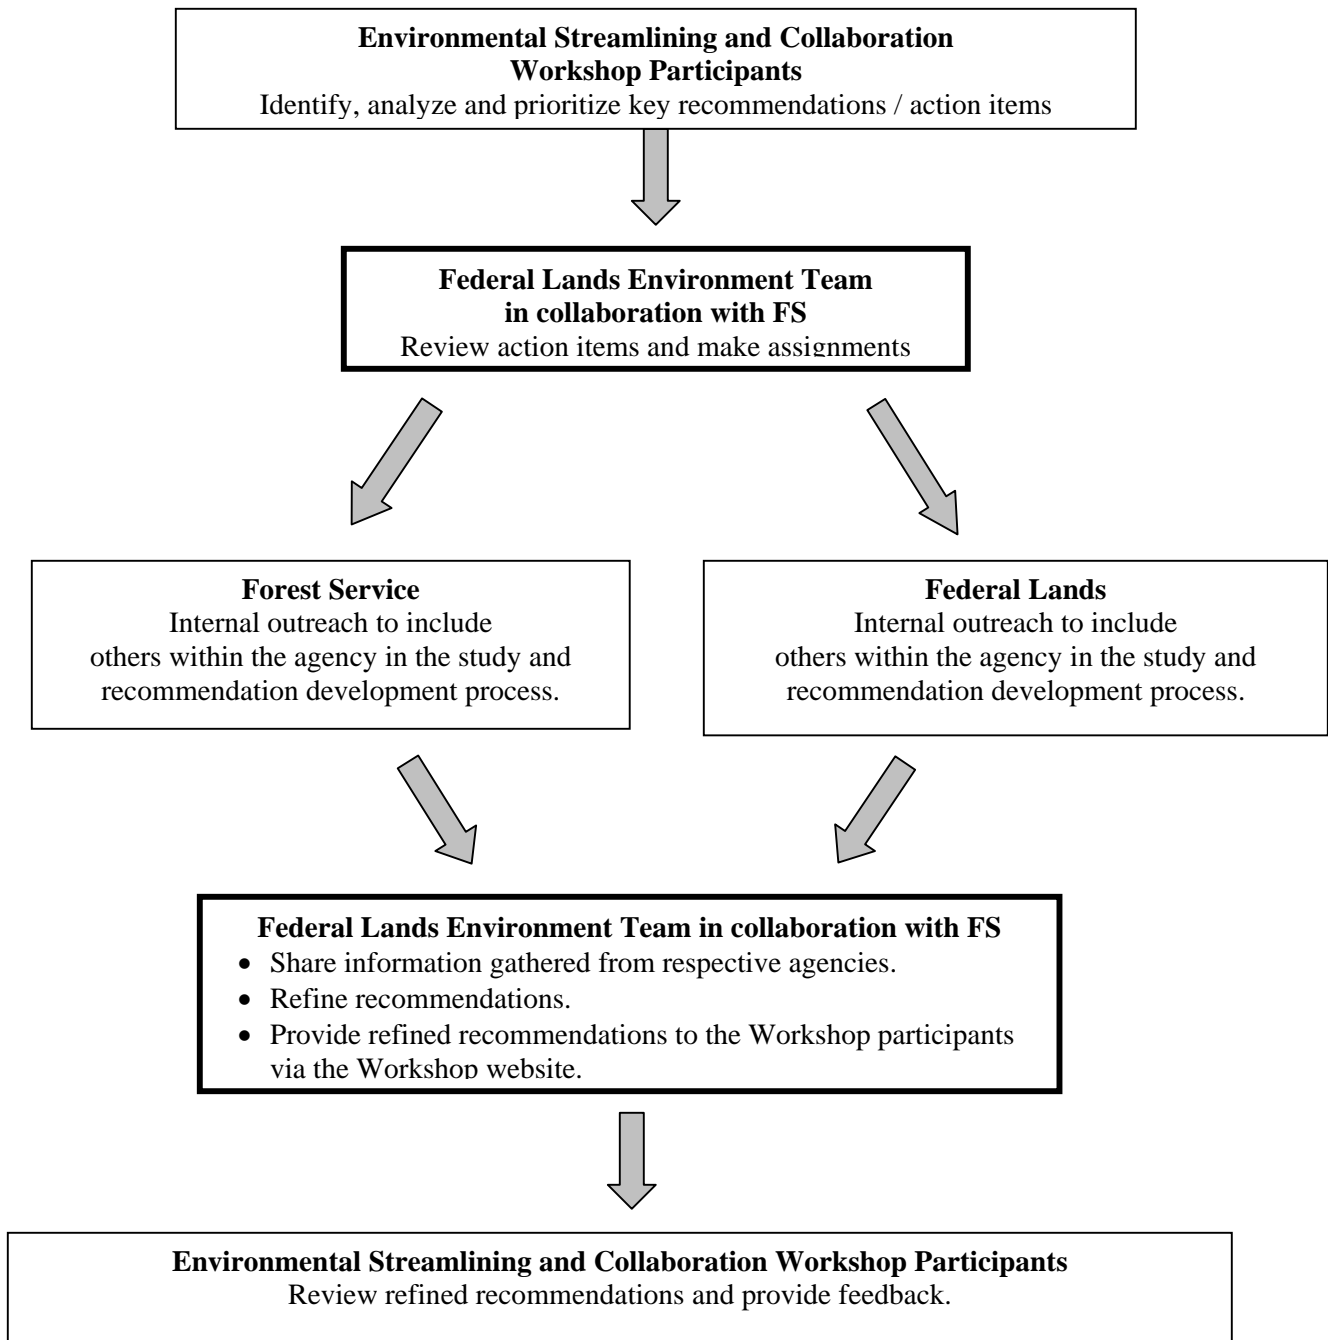 Environmental Streamlining and Collaboration
Workshop Participants
Identify, analyze and prioritize key recommendations / action items
Federal Lands Environment Team
in collaboration with FS
Review action items and make assignments
Forest Service
Internal outreach to include
others within the agency in the study and
recommendation development process.
Federal Lands
Internal outreach to include
others within the agency in the study and
recommendation development process.
Federal Lands Environment Team in collaboration with FS
• Share information gathered from respective agencies.
• Refine recommendations.
• Provide refined recommendations to the Workshop participants
via the Workshop website.
Environmental Streamlining and Collaboration Workshop Participants
Review refined recommendations and provide feedback.